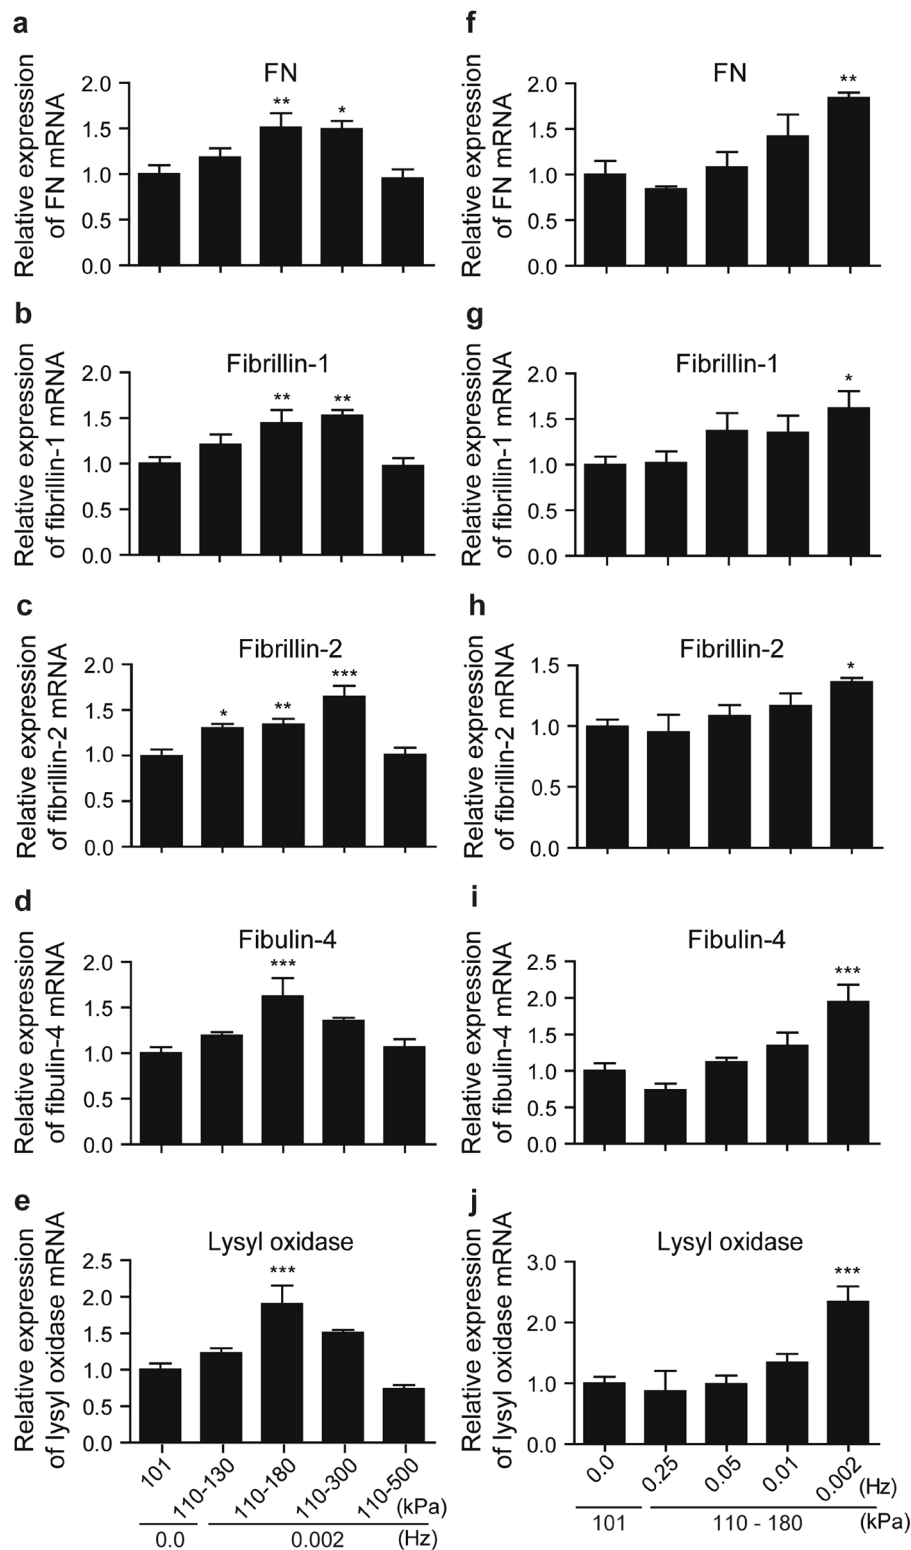 a
FN
Relative expression
of FN mRNA
2.0
1.5
1.0
0.5
0.0
**
*
f
FN
Relative expression
of FN mRNA
2.0
1.5
1.0
0.5
0.0
**
b
Fibrillin-1
Relative expression
of fibrillin-1 mRNA
2.0
1.5
1.0
0.5
0.0
**
**
g
Fibrillin-1
Relative expression
of fibrillin-1 mRNA
2.0
1.5
1.0
0.5
0.0
*
c
Fibrillin-2
Relative expression
of fibrillin-2 mRNA
2.0
1.5
1.0
0.5
0.0
*
**
***
h
Fibrillin-2
Relative expression
of fibrillin-2 mRNA
1.5
1.0
0.5
0.0
*
d
Fibulin-4
Relative expression
of fibulin-4 mRNA
2.0
1.5
1.0
0.5
0.0
***
i
Fibulin-4
Relative expression
of fibulin-4 mRNA
2.5
2.0
1.5
1.0
0.5
0.0
***
e
Lysyl oxidase
Relative expression
of lysyl oxidase mRNA
2.5
2.0
1.5
1.0
0.5
0.0
***
101
110-130
110-180
110-300
110-500
(kPa)
0.0
0.002
(Hz)
j
Lysyl oxidase
Relative expression
of lysyl oxidase mRNA
3.0
2.0
1.0
0.0
***
0.0
0.25
0.05
0.01
0.002
(Hz)
101
110 - 180
(kPa)